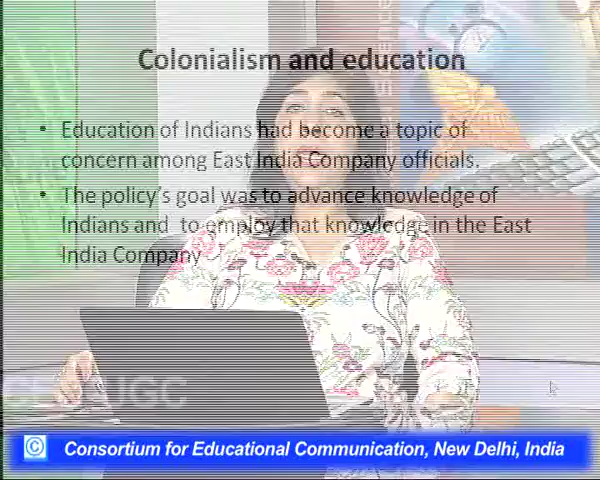 Colonialism and education
• Education of Indians had become a topic of
concern among East India Company officials.
• The policy's goal was to advance knowledge of
Indians and to employ that knowledge in the East
India Company
© Consortium for Educational Communication, New Delhi, India